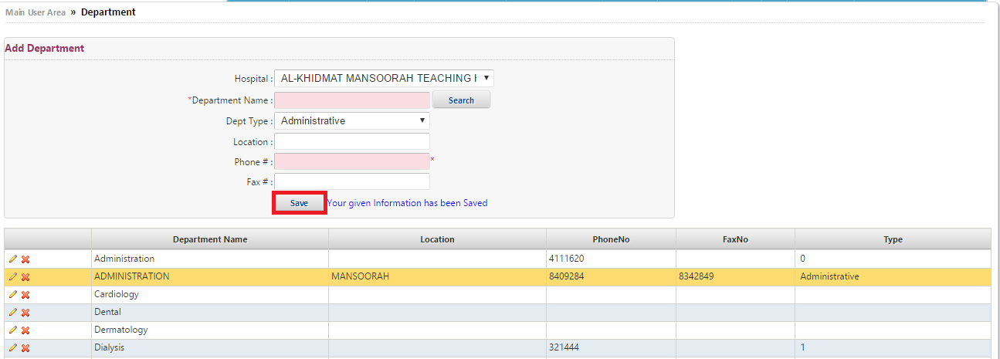 Main User Area » Department
Add Department
Hospital : AL-KHIDMAT MANSOORAH TEACHING
*Department Name : Search
Dept Type : Administrative
Location :
Phone # : *
Fax # :
Save Your given Information has been Saved
Department Name Location PhoneNo FaxNo Type
Administration 4111620 0
ADMINISTRATION MANSOORAH 8409284 8342849 Administrative
Cardiology
Dental
Dermatology
Dialysis 321444 1